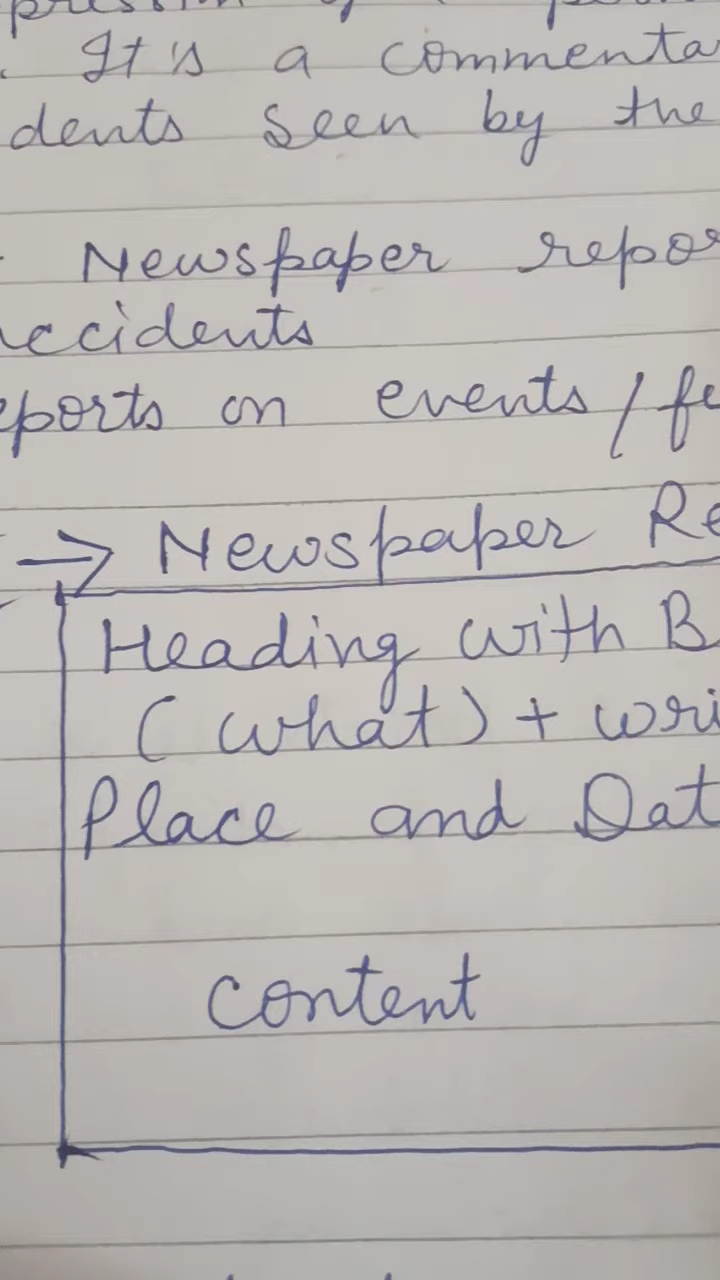 . It's a commenta
dents seen by the
Newspaper repor
ccidents
ports on events / fe
→ Newspaper Re
Heading with B
(what) + wri
Place and Dat
content